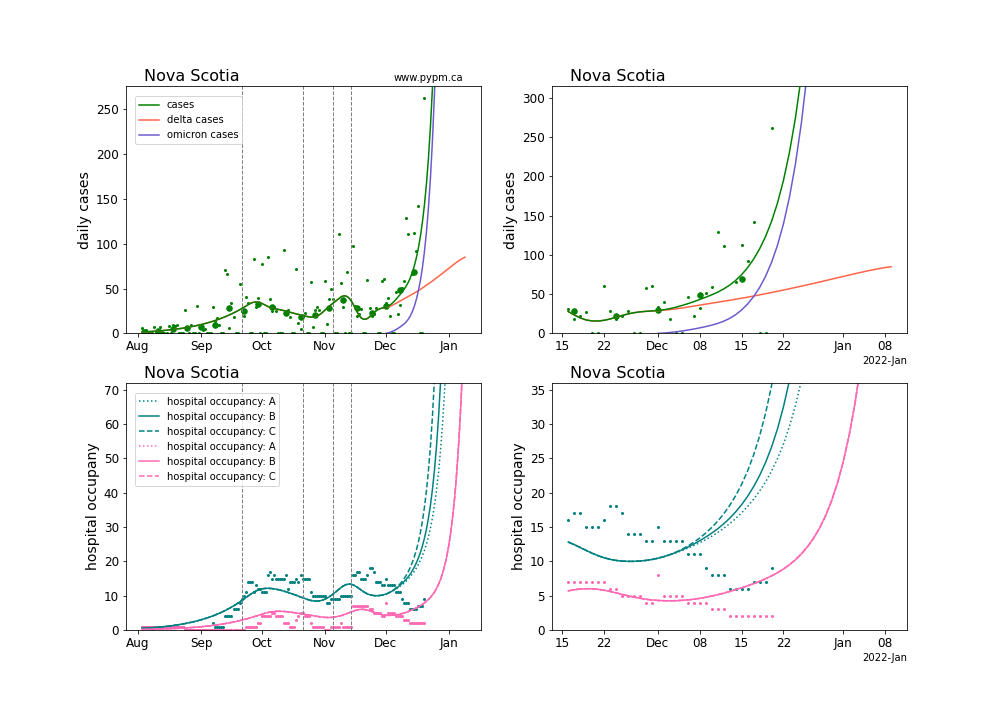 Nova Scotia
www.pypm.ca
daily cases
250
200
150
100
50
0
cases
delta cases
omicron cases
Aug
Sep
Oct
Nov
Dec
Jan
Nova Scotia
daily cases
300
250
200
150
100
50
0
15
22
Dec
08
15
22
Jan
08
2022-Jan
Nova Scotia
hospital occupany
70
60
50
40
30
20
10
0
hospital occupancy: A
hospital occupancy: B
hospital occupancy: C
hospital occupancy: A
hospital occupancy: B
hospital occupancy: C
Aug
Sep
Oct
Nov
Dec
Jan
Nova Scotia
hospital occupany
35
30
25
20
15
10
5
0
15
22
Dec
08
15
22
Jan
08
2022-Jan